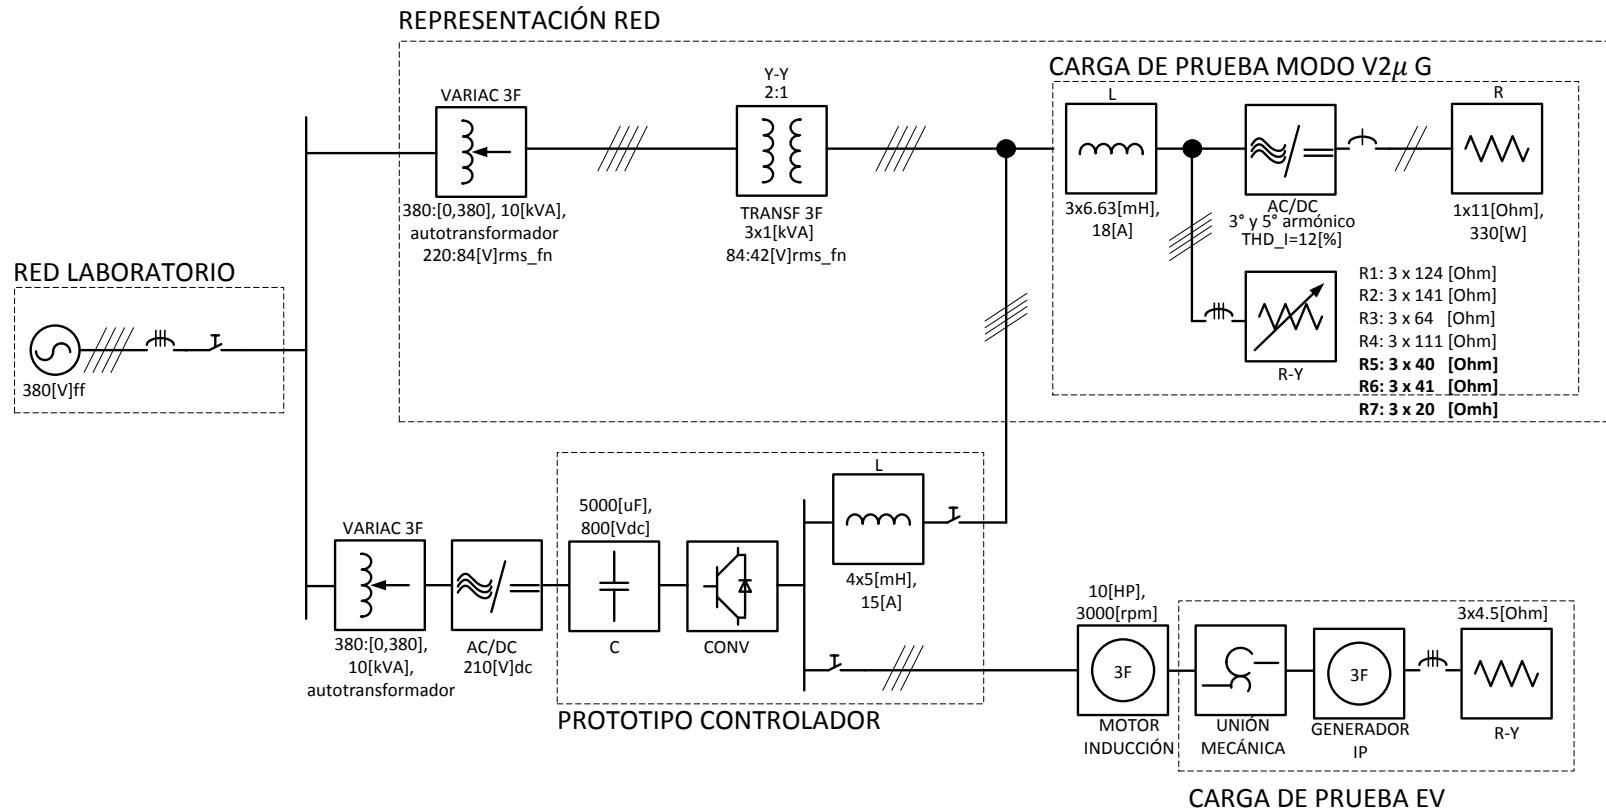 REPRESENTACIÓN RED
CARGA DE PRUEBA MODO V2μ G
VARIAC 3F
380:[0,380], 10[kVA],
autotransformador
220:84[V]rms_fn
Y-Y
2:1
TRANSF 3F
3x1[kVA]
84:42[V]rms_fn
L
3x6.63[mH],
18[A]
AC/DC
3° y 5° armónico
THD_I=12[%]
R
1x11[Ohm],
330[W]
R-Y
R1: 3 x 124 [Ohm]
R2: 3 x 141 [Ohm]
R3: 3 x 64 [Ohm]
R4: 3 x 111 [Ohm]
R5: 3 x 40 [Ohm]
R6: 3 x 41 [Ohm]
R7: 3 x 20 [Omh]
RED LABORATORIO
380[V]ff
VARIAC 3F
380:[0,380],
10[kVA],
autotransformador
AC/DC
210[V]dc
5000[uF],
800[Vdc]
C
CONV
L
4x5[mH],
15[A]
PROTOTIPO CONTROLADOR
10[HP],
3000[rpm]
3F
MOTOR
INDUCCIÓN
UNIÓN
MECÁNICA
3F
GENERADOR
IP
3x4.5[Ohm]
R-Y
CARGA DE PRUEBA EV